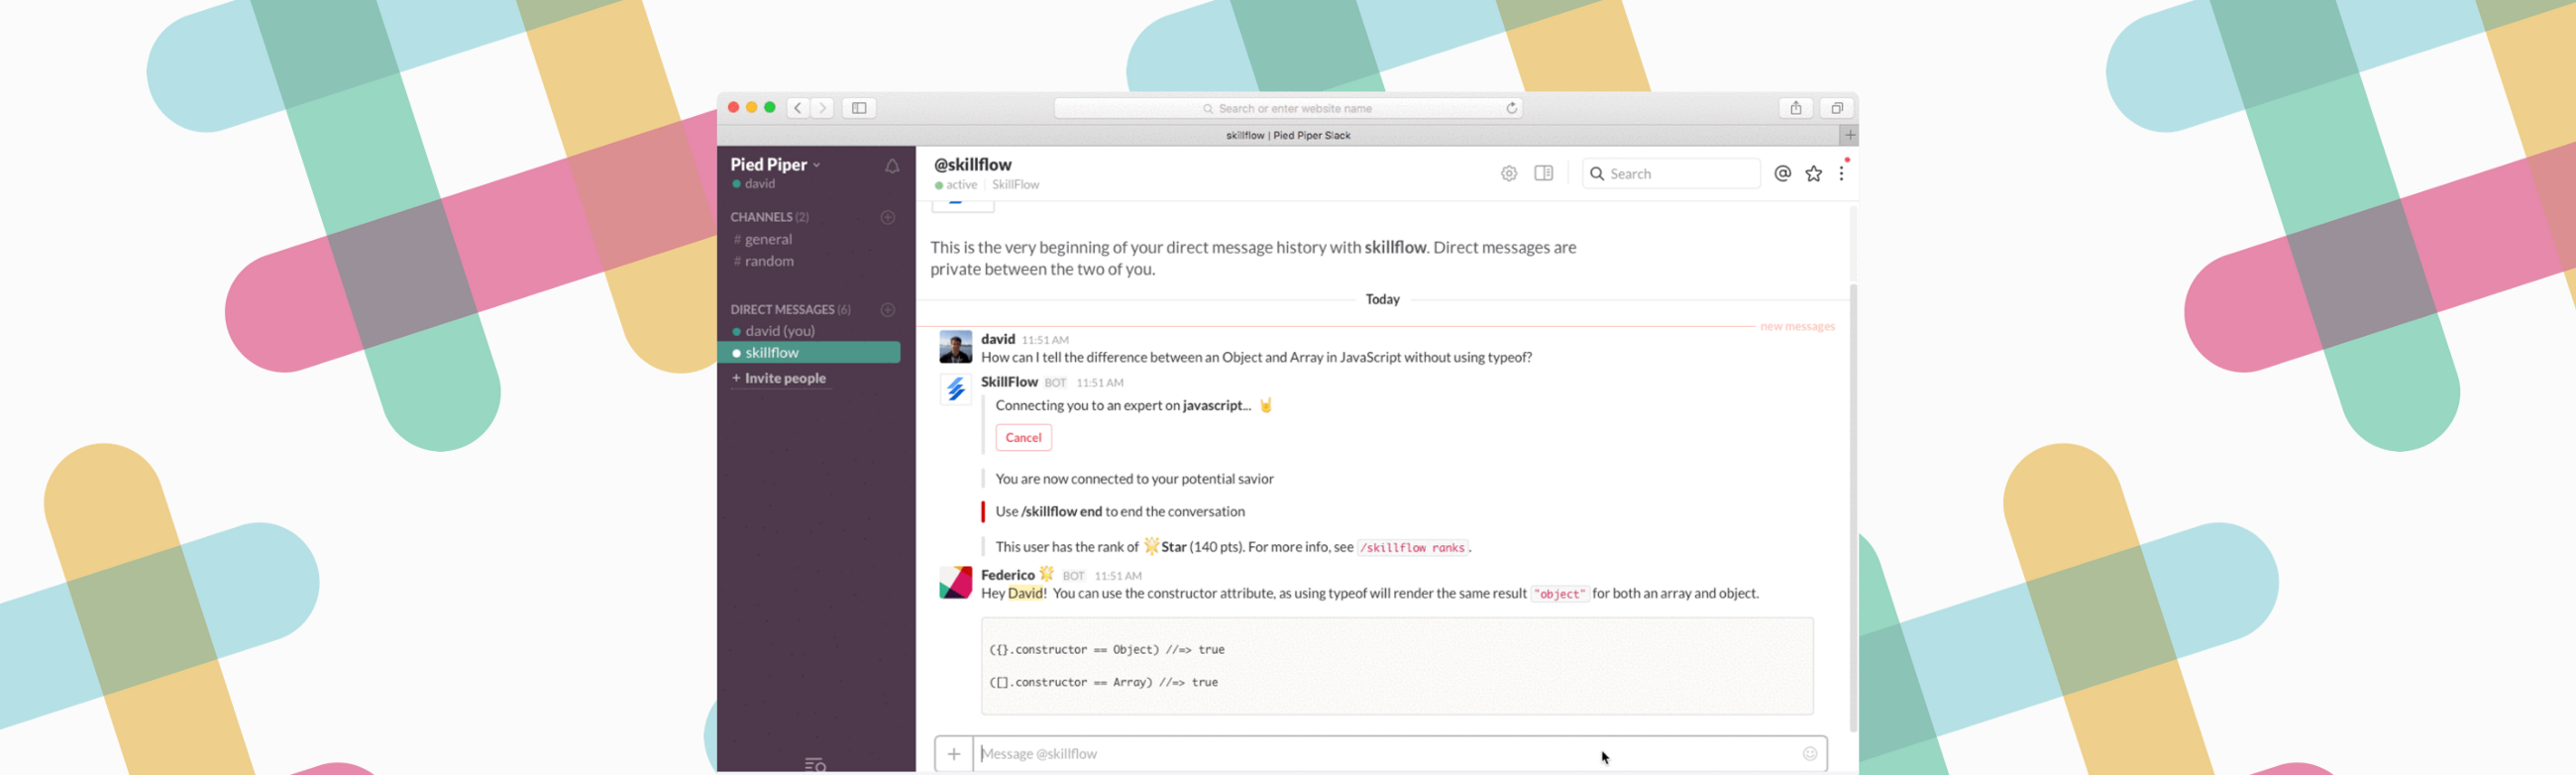 Search or enter website name
skillflow | Pied Piper Slack
Pied Piper
david
CHANNELS (2)
# general
# random
DIRECT MESSAGES (6)
david (you)
skillflow
+ Invite people
@skillflow
active | SkillFlow
Search
This is the very beginning of your direct message history with skillflow. Direct messages are
private between the two of you.
Today
new messages
david 11:51 AM
How can I tell the difference between an Object and Array in JavaScript without using typeof?
SkillFlow BOT 11:51 AM
Connecting you to an expert on javascript... 🤘
Cancel
You are now connected to your potential savior
Use /skillflow end to end the conversation
This user has the rank of 🌟Star (140 pts). For more info, see /skillflow ranks.
Federico 🌟 BOT 11:51 AM
Hey David! You can use the constructor attribute, as using typeof will render the same result "object" for both an array and object.
({}.constructor == Object) //=> true
([].constructor == Array) //=> true
Message @skillflow